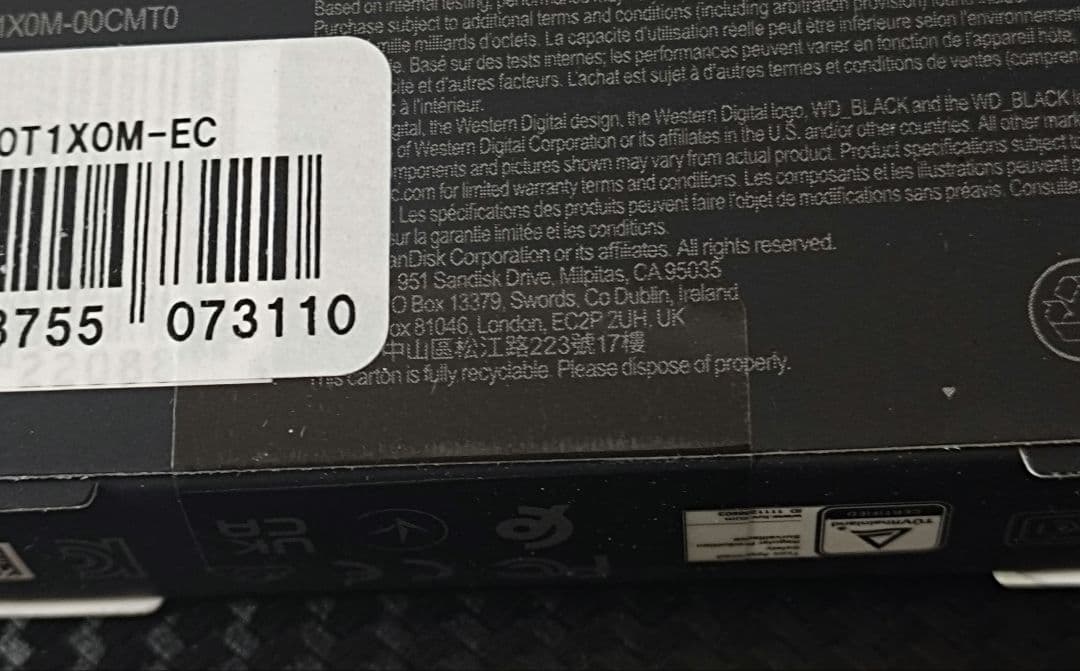 1X0M-00CMT0
Based on internal testing;
Purchase subject to additional terms and conditions (including arbitration provision)
mille milliards d'octets. La capacité d'utilisation réelle peut être inférieure selon l'environnemen
e. Basé sur des tests internes; les performances peuvent varier en fonction de l'appareil hôte,
cité et d'autres facteurs. L'achat est sujet à d'autres termes et conditions de ventes (compren
à l'intérieur.
gital, the Western Digital design, the Western Digital logo, WD_BLACK and the WD_BLACK
of Western Digital Corporation or its affiliates in the U.S. and/or other countries. All other mark
mponents and pictures shown may vary from actual product. Product specifications subject to
c.com for limited warranty terms and conditions. Les composants et les illustrations peuvent
Les spécifications des produits peuvent faire l'objet de modifications sans préavis. Consulte
sur la garantie limitée et les conditions.
anDisk Corporation or its affiliates. All rights reserved.
951 Sandisk Drive, Milpitas, CA 95035
O Box 13379, Swords, Co Dublin, Ireland
ox 81046, London, EC2P 2UH, UK
中山區松江路223號17樓
This carton is fully recyclable. Please dispose of properly.
0T1X0M-EC
3755 073110
UK
CA
TÜVRheinland
CERTIFIED